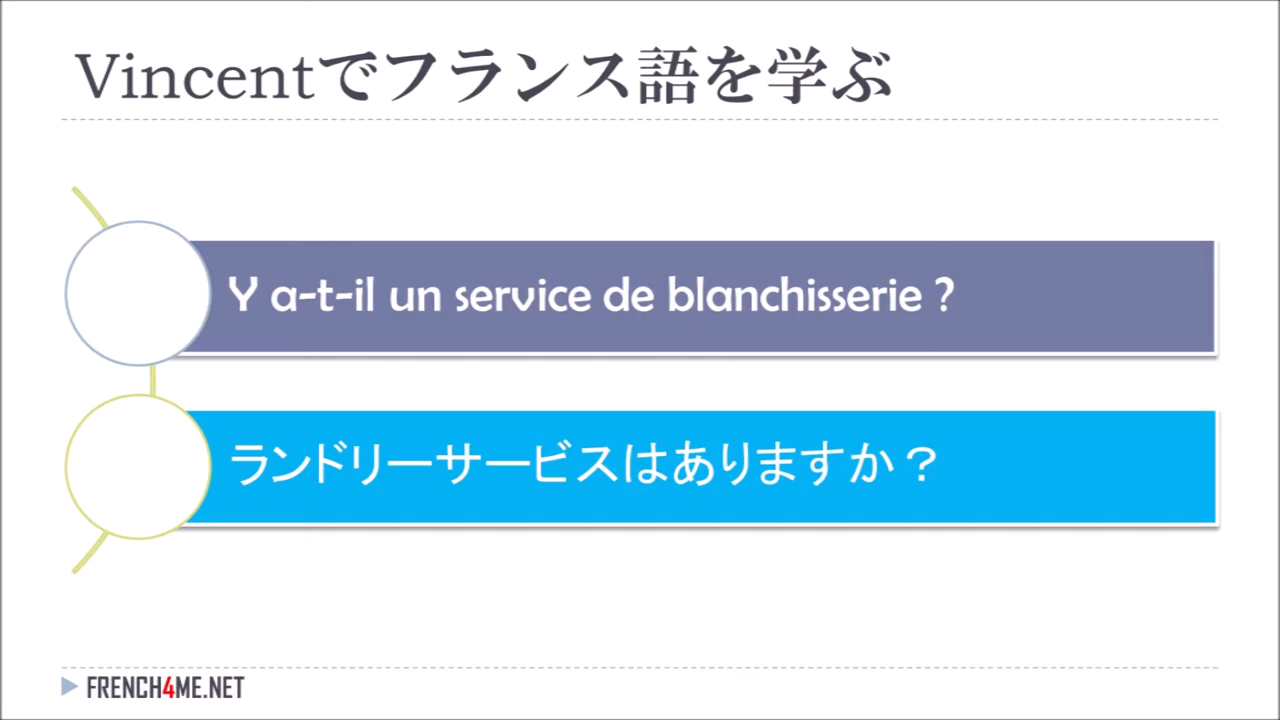 Vincentでフランス語を学ぶ
Y a-t-il un service de blanchisserie ?
ランドリーサービスはありますか？
FRENCH4ME.NET